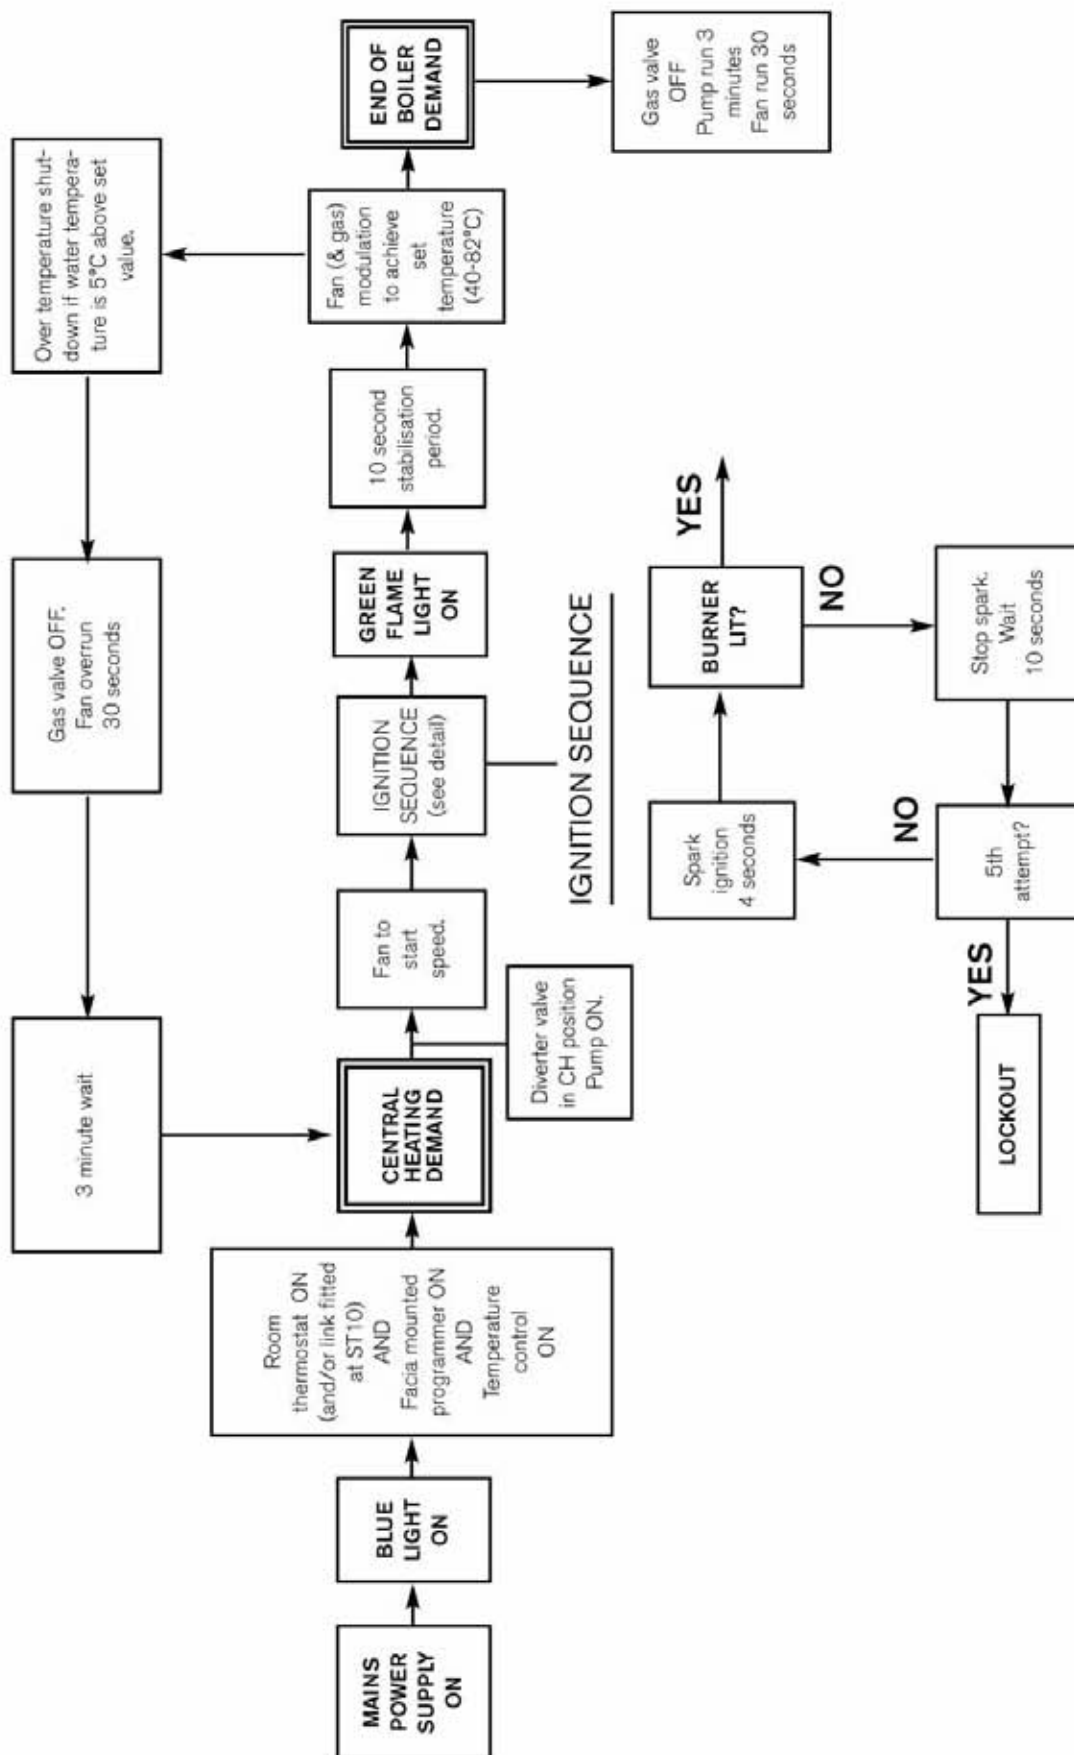 MAINS
POWER
SUPPLY
ON
BLUE
LIGHT
ON
Room
thermostat ON
(and/or link fitted
at ST10)
AND
Facia mounted
programmer ON
AND
Temperature
control
ON
CENTRAL
HEATING
DEMAND
Diverter valve
in CH position
Pump ON.
Fan to
start
speed.
IGNITION
SEQUENCE
(see detail)
GREEN
FLAME
LIGHT
ON
10 second
stabilisation
period.
Fan (& gas)
modulation
to achieve
set
temperature
(40-82°C)
END OF
BOILER
DEMAND
Gas valve
OFF
Pump run 3
minutes
Fan run 30
seconds
Over temperature shut-
down if water tempera-
ture is 5°C above set
value.
Gas valve OFF.
Fan overrun
30 seconds
3 minute wait
IGNITION SEQUENCE
Spark
ignition
4 seconds
BURNER
LIT?
YES
NO
Stop spark.
Wait
10 seconds
5th
attempt?
NO
YES
LOCKOUT